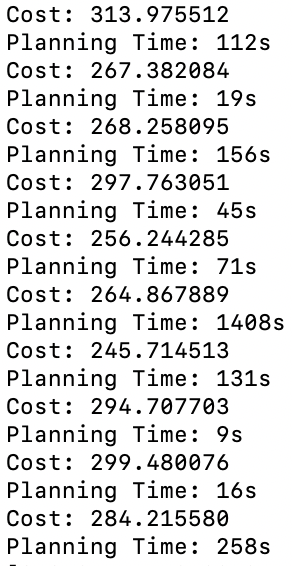 Cost: 313.975512
Planning Time: 112s
Cost: 267.382084
Planning Time: 19s
Cost: 268.258095
Planning Time: 156s
Cost: 297.763051
Planning Time: 45s
Cost: 256.244285
Planning Time: 71s
Cost: 264.867889
Planning Time: 1408s
Cost: 245.714513
Planning Time: 131s
Cost: 294.707703
Planning Time: 9s
Cost: 299.480076
Planning Time: 16s
Cost: 284.215580
Planning Time: 258s